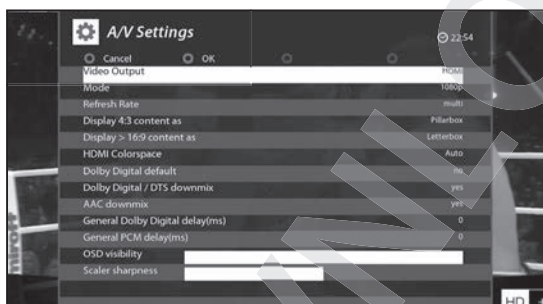 A/V Settings
22:54
Cancel OK
Video Output HDMI
Mode 1080p
Refresh Rate multi
Display 4:3 content as Pillarbox
Display > 16:9 content as Letterbox
HDMI Colorspace Auto
Dolby Digital default no
Dolby Digital / DTS downmix yes
AAC downmix yes
General Dolby Digital delay(ms) 0
General PCM delay(ms) 0
OSD visibility
Scaler sharpness
HD